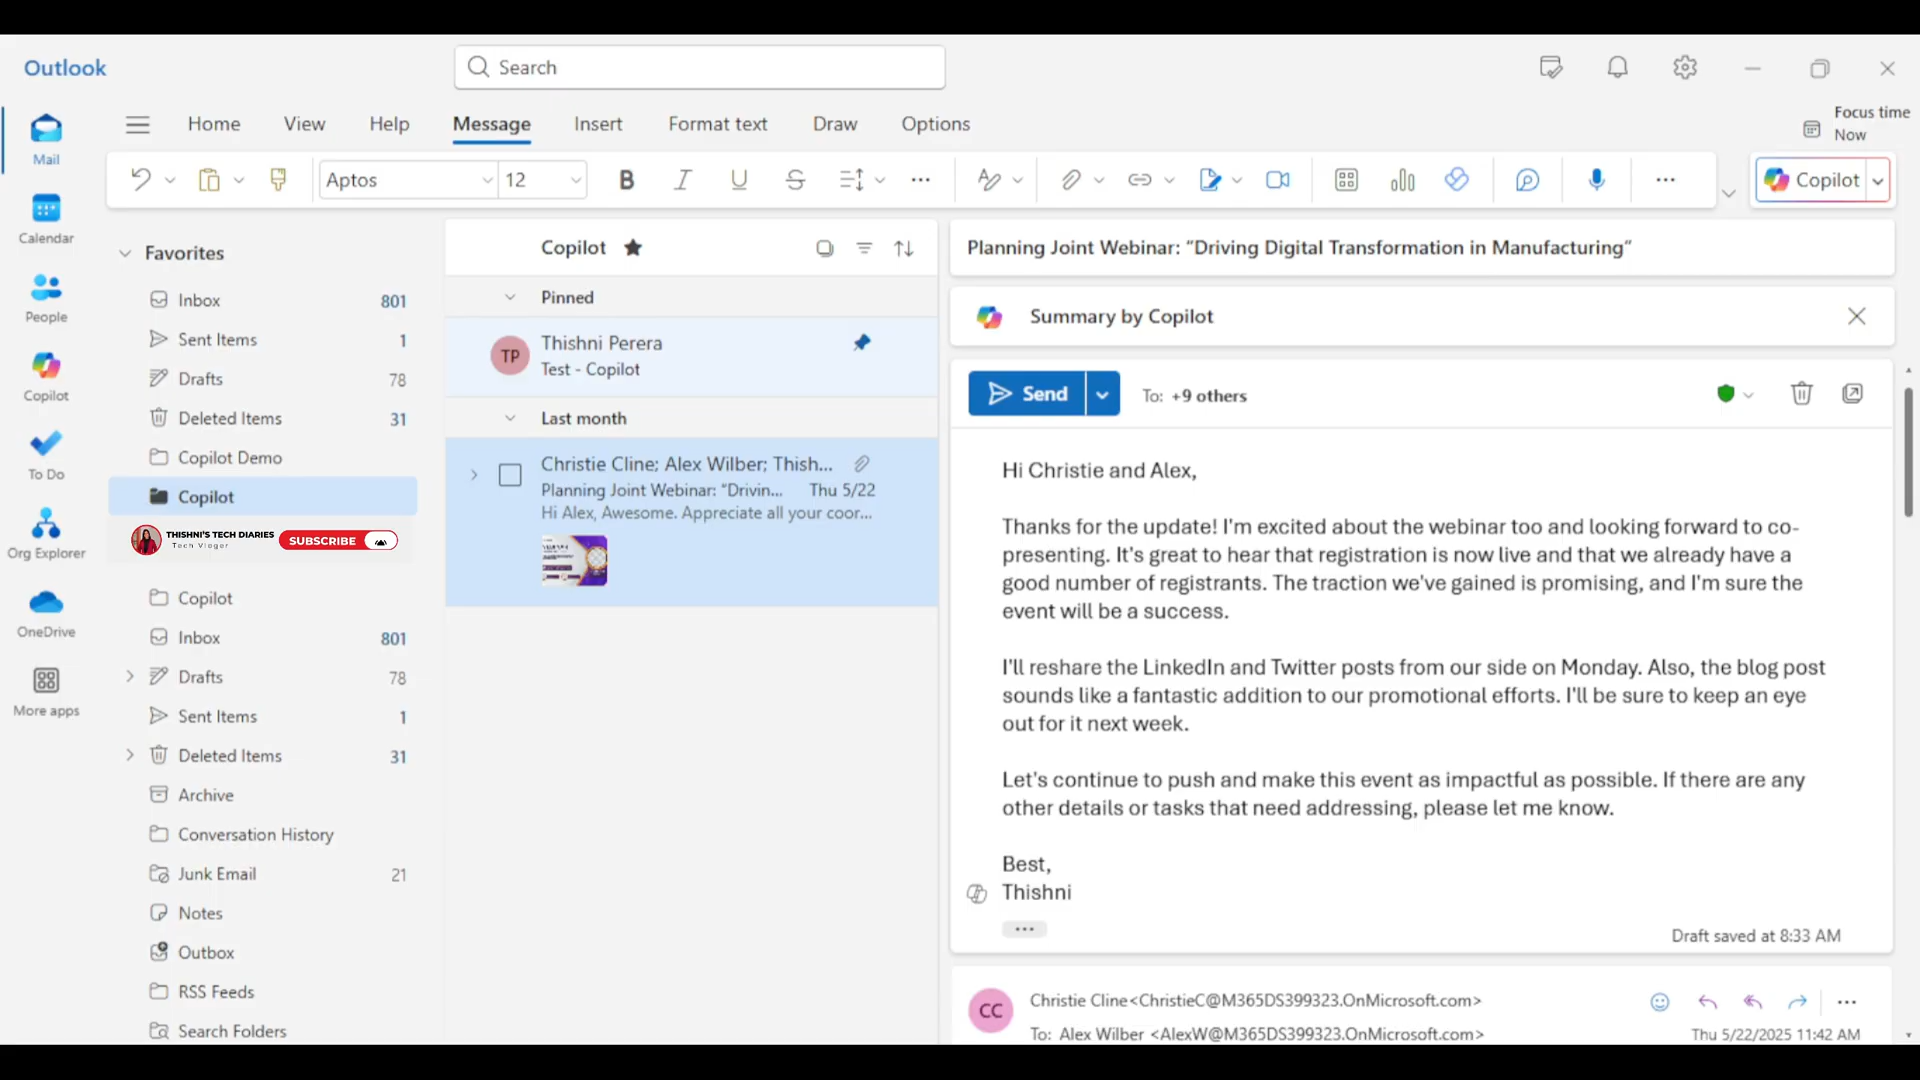 Outlook
Search
Focus time
Now
Home View Help Message Insert Format text Draw Options
Aptos 12
Copilot
Mail
Calendar
People
Copilot
To Do
Org Explorer
OneDrive
More apps
Favorites
Inbox 801
Sent Items 1
Drafts 78
Deleted Items 31
Copilot Demo
Copilot
THISHNI'S TECH DIARIES
Tech Vloger
SUBSCRIBE
Copilot
Inbox 801
Drafts 78
Sent Items 1
Deleted Items 31
Archive
Conversation History
Junk Email 21
Notes
Outbox
RSS Feeds
Search Folders
Copilot
Pinned
TP
Thishni Perera
Test - Copilot
Last month
Christie Cline; Alex Wilber; Thish...
Planning Joint Webinar: “Drivin... Thu 5/22
Hi Alex, Awesome. Appreciate all your coor...
Planning Joint Webinar: “Driving Digital Transformation in Manufacturing”
Summary by Copilot
Send
To: +9 others
Hi Christie and Alex,
Thanks for the update! I'm excited about the webinar too and looking forward to co-
presenting. It's great to hear that registration is now live and that we already have a
good number of registrants. The traction we've gained is promising, and I'm sure the
event will be a success.
I'll reshare the LinkedIn and Twitter posts from our side on Monday. Also, the blog post
sounds like a fantastic addition to our promotional efforts. I'll be sure to keep an eye
out for it next week.
Let's continue to push and make this event as impactful as possible. If there are any
other details or tasks that need addressing, please let me know.
Best,
Thishni
Draft saved at 8:33 AM
CC
Christie Cline<ChristieC@M365DS399323.OnMicrosoft.com>
To: Alex Wilber <AlexW@M365DS399323.OnMicrosoft.com>
Thu 5/22/2025 11:42 AM